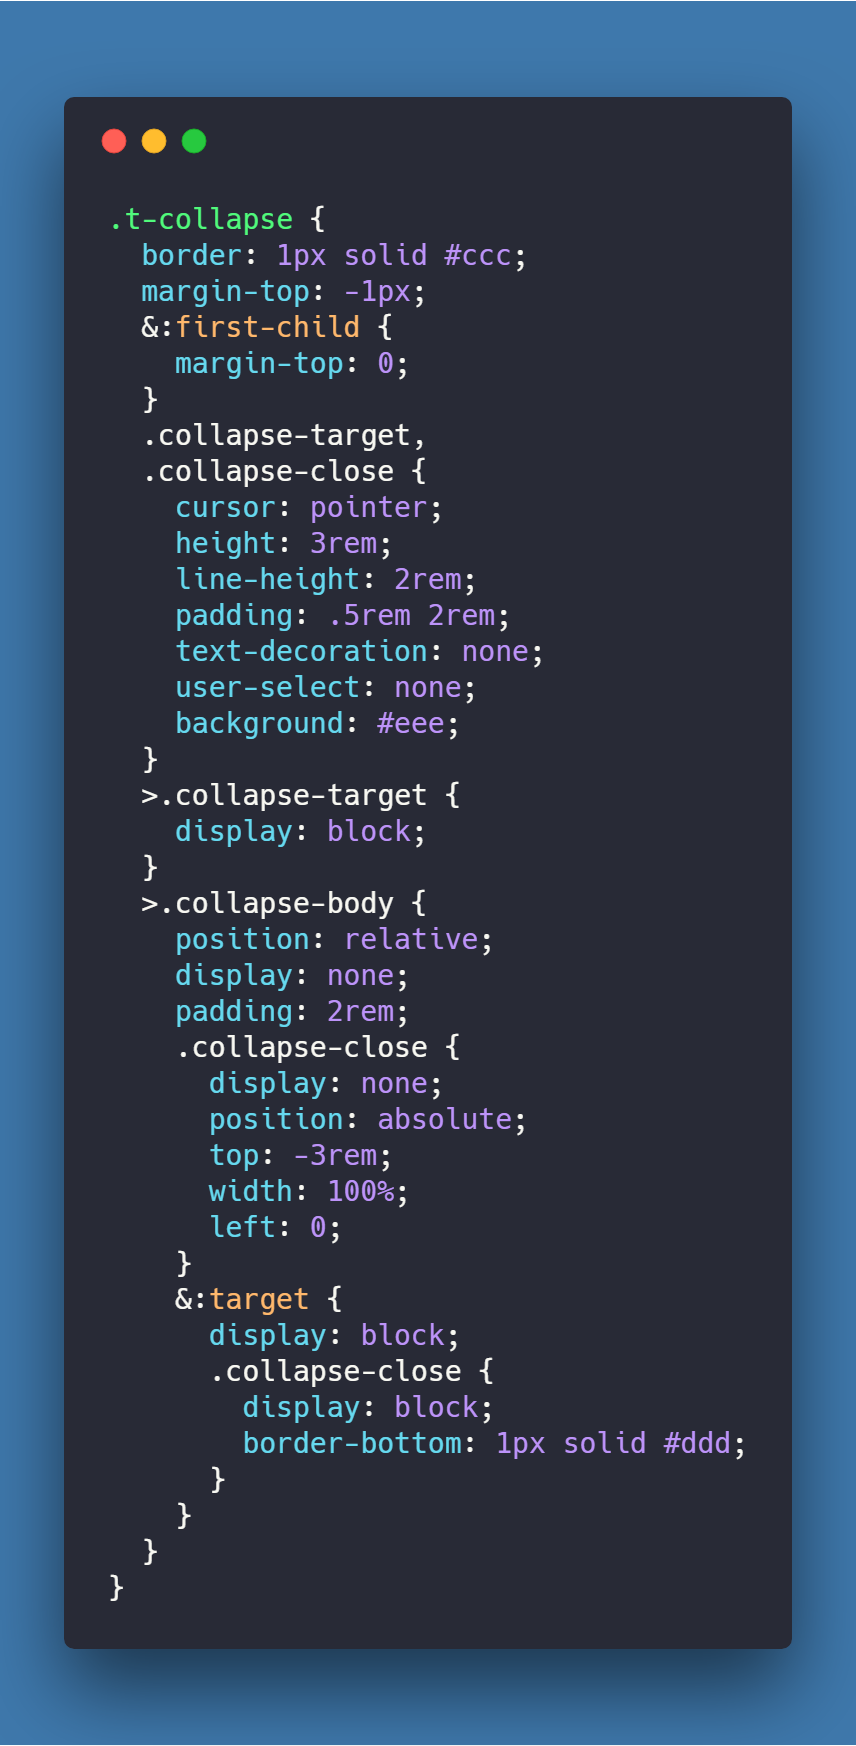 .t-collapse {
  border: 1px solid #ccc;
  margin-top: -1px;
  &:first-child {
    margin-top: 0;
  }
  .collapse-target,
  .collapse-close {
    cursor: pointer;
    height: 3rem;
    line-height: 2rem;
    padding: .5rem 2rem;
    text-decoration: none;
    user-select: none;
    background: #eee;
  }
  >.collapse-target {
    display: block;
  }
  >.collapse-body {
    position: relative;
    display: none;
    padding: 2rem;
    .collapse-close {
      display: none;
      position: absolute;
      top: -3rem;
      width: 100%;
      left: 0;
    }
    &:target {
      display: block;
      .collapse-close {
        display: block;
        border-bottom: 1px solid #ddd;
      }
    }
  }
}